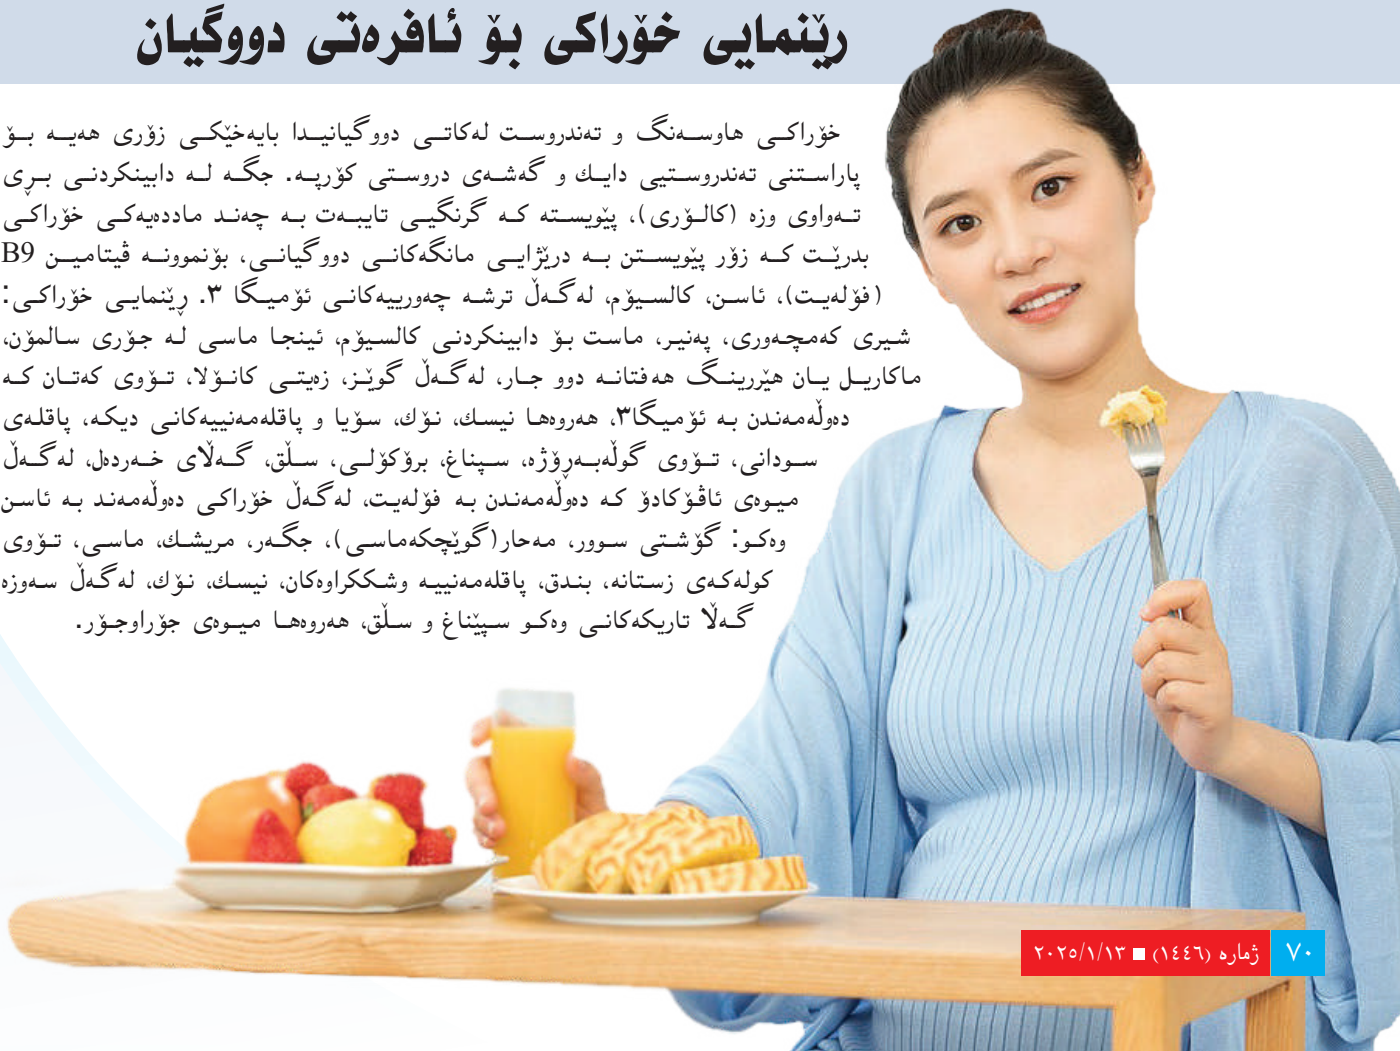 رێنمایی خۆراکی بۆ ئافرەتی دووگیان
خۆراکی هاوسەنگ و تەندروست لەکاتی دووگیانیدا بایەخێکی زۆری هەیە بۆ
پاراستنی تەندروستیی دایك و گەشەی دروستی کۆرپە. جگە لە دابینکردنی بڕی
تەواوی وزە (کالۆری)، پێویستە کە گرنگیی تایبەت بە چەند ماددەیەکی خۆراکی
بدرێت کە زۆر پێویستن بە درێژایی مانگەکانی دووگیانی، بۆنموونە ڤیتامین B9
(فۆلەیت)، ئاسن، کالسیۆم، لەگەڵ ترشە چەورییەکانی ئۆمیگا ٣. ڕێنمایی خۆراکی:
شیری کەمچەوری، پەنیر، ماست بۆ دابینکردنی کالسیۆم، ئینجا ماسی لە جۆری سالمۆن،
ماکاریل یان هێررینگ هەفتانە دوو جار، لەگەڵ گوێز، زەیتی کانۆلا، تۆوی کەتان کە
دەوڵەمەندن بە ئۆمیگا٣، هەروەها نیسك، نۆك، سۆیا و پاقلەمەنییەکانی دیکە، پاقلەی
سودانی، تۆوی گوڵەبەڕۆژە، سپناغ، برۆکۆلی، سڵق، گەڵای خەردەل، لەگەڵ
میوەی ئاڤۆکادۆ کە دەوڵەمەندن بە فۆلەیت، لەگەڵ خۆراکی دەوڵەمەند بە ئاسن
وەکو: گۆشتی سوور، مەحار(گوێچکەماسی)، جگەر، مریشك، ماسی، تۆوی
کولەکەی زستانە، بندق، پاقلەمەنییە وشککراوەکان، نیسك، نۆك، لەگەڵ سەوزە
گەڵا تاریکەکانی وەکو سپێناغ و سڵق، هەروەها میوەی جۆراوجۆر.
٧٠ ژمارە (١٤٤٦) ■ ٢٠٢٥/١/١٣